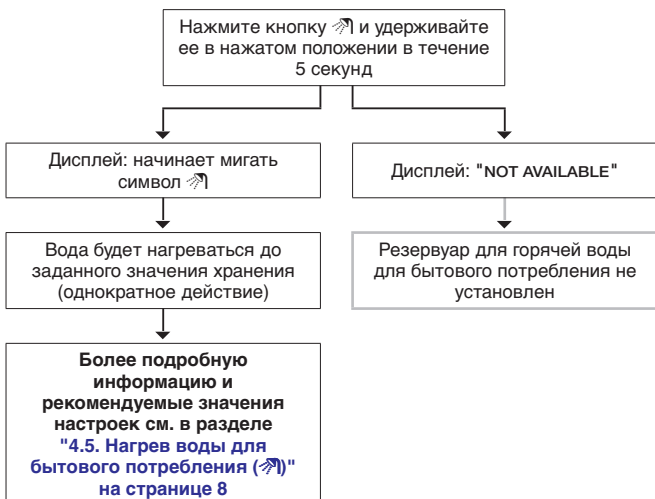 Нажмите кнопку и удерживайте
ее в нажатом положении в течение
5 секунд
Дисплей: начинает мигать
символ
Дисплей: "NOT AVAILABLE"
Вода будет нагреваться до
заданного значения хранения
(однократное действие)
Резервуар для горячей воды
для бытового потребления не
установлен
Более подробную
информацию и
рекомендуемые значения
настроек см. в разделе
"4.5. Нагрев воды для
бытового потребления ()"
на странице 8